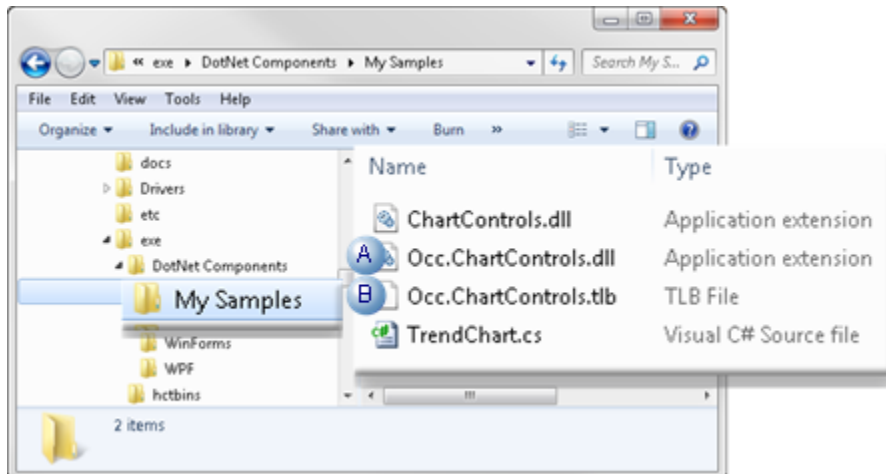 « exe ▸ DotNet Components ▸ My Samples
Search My S...
File Edit View Tools Help
Organize Include in library Share with Burn »
docs
Drivers
etc
exe
DotNet Components
My Samples
WinForms
WPF
hctbins
Name Type
ChartControls.dll Application extension
A Occ.ChartControls.dll Application extension
B Occ.ChartControls.tlb TLB File
TrendChart.cs Visual C# Source file
2 items